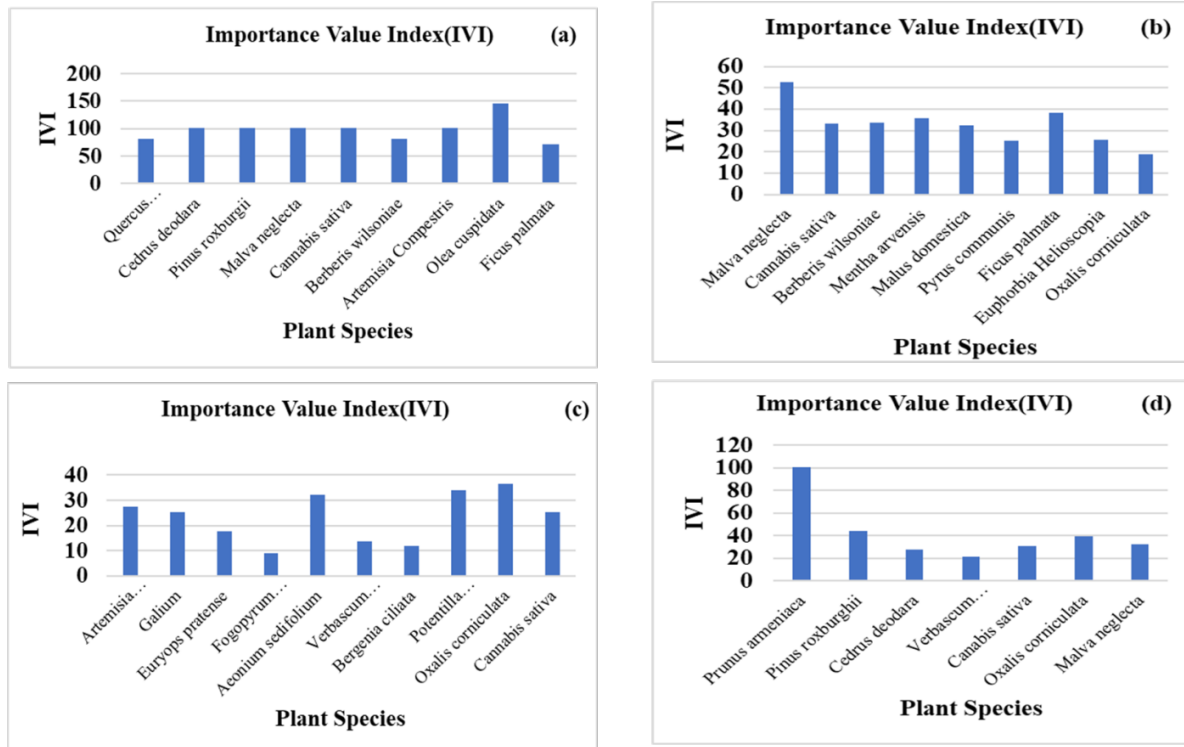 Importance Value Index(IVI) (a)
200
150
100
50
0
IVI
Quercus…
Cedrus deodara
Pinus roxburgii
Malva neglecta
Cannabis sativa
Berberis wilsoniae
Artemisia Compestris
Olea cuspidata
Ficus palmata
Plant Species
Importance Value Index(IVI) (b)
60
50
40
30
20
10
0
IVI
Malva neglecta
Cannabis sativa
Berberis wilsoniae
Mentha arvensis
Malus domestica
Pyrus communis
Ficus palmata
Euphorbia Helioscopia
Oxalis corniculata
Plant Species
Importance Value Index(IVI) (c)
40
30
20
10
0
IVI
Artemisia…
Galium
Euryops pratense
Fogopyrum…
Aeonium sedifolium
Verbascum…
Bergenia ciliata
Potentilla…
Oxalis corniculata
Cannabis sativa
Plant Species
Importance Value Index(IVI) (d)
120
100
80
60
40
20
0
IVI
Prunus armeniaca
Pinus roxburghii
Cedrus deodara
Verbascum…
Canabis sativa
Oxalis corniculata
Malva neglecta
Plant Species